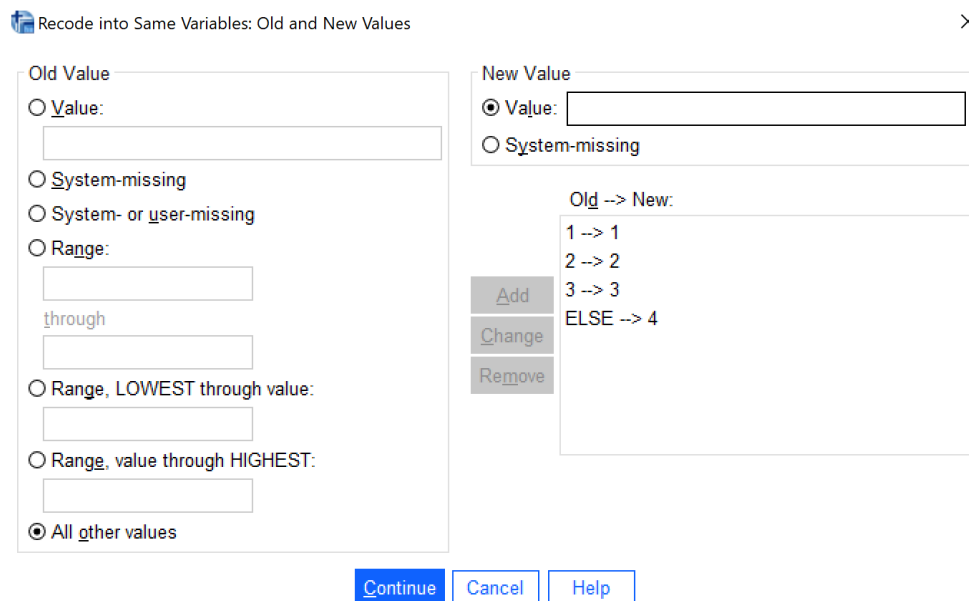 Recode into Same Variables: Old and New Values
Old Value
Value:
System-missing
System- or user-missing
Range:
through
Range, LOWEST through value:
Range, value through HIGHEST:
All other values
New Value
Value:
System-missing
Old --> New:
1 --> 1
2 --> 2
3 --> 3
ELSE --> 4
Add
Change
Remove
Continue
Cancel
Help